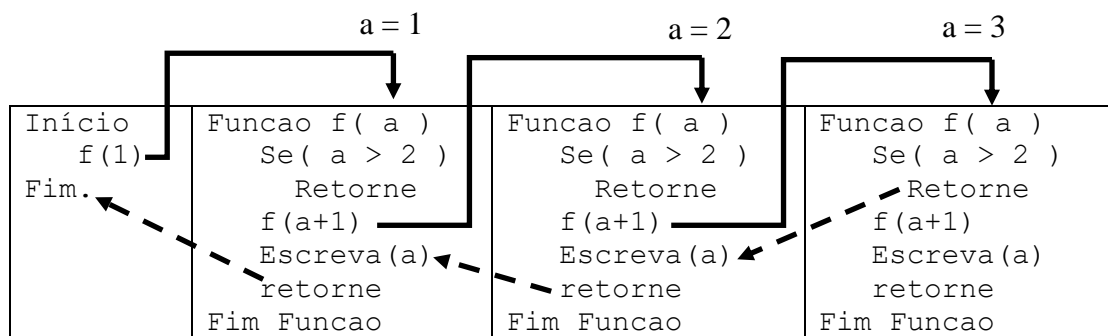 a = 1
a = 2
a = 3
Início
f(1)
Fim.
Funcao f( a )
Se( a > 2 )
Retorne
f(a+1)
Escreva(a)
retorne
Fim Funcao
Funcao f( a )
Se( a > 2 )
Retorne
f(a+1)
Escreva(a)
retorne
Fim Funcao
Funcao f( a )
Se( a > 2 )
Retorne
f(a+1)
Escreva(a)
retorne
Fim Funcao